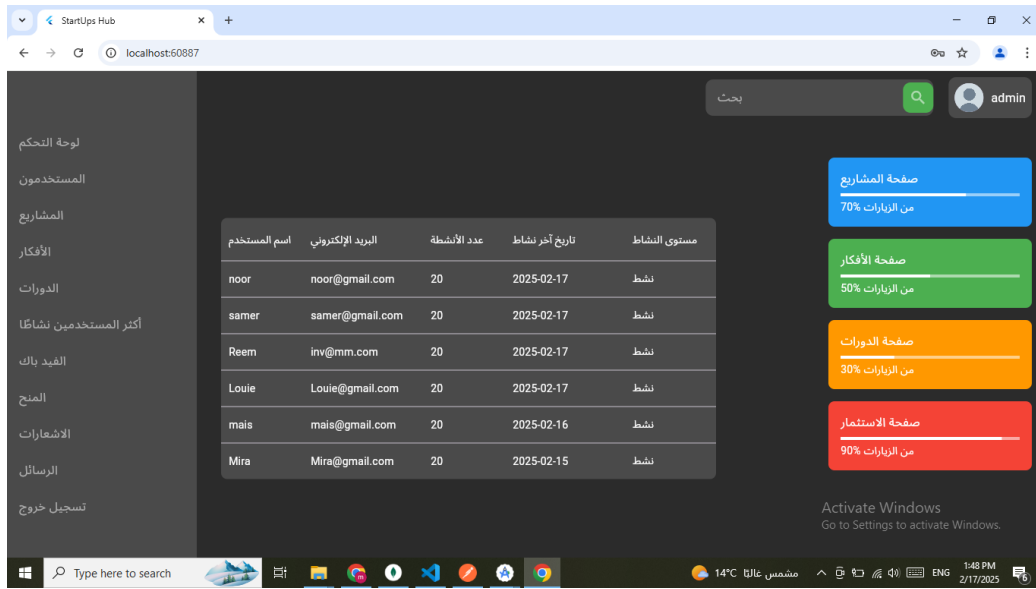 StartUps Hub
localhost:60887
بحث
admin
لوحة التحكم
المستخدمون
المشاريع
الأفكار
الدورات
أكثر المستخدمين نشاطًا
الفيد باك
المنح
الاشعارات
الرسائل
تسجيل خروج
اسم المستخدم البريد الإلكتروني عدد الأنشطة تاريخ آخر نشاط مستوى النشاط
noor noor@gmail.com 20 2025-02-17 نشط
samer samer@gmail.com 20 2025-02-17 نشط
Reem inv@mm.com 20 2025-02-17 نشط
Louie Louie@gmail.com 20 2025-02-17 نشط
mais mais@gmail.com 20 2025-02-16 نشط
Mira Mira@gmail.com 20 2025-02-15 نشط
صفحة المشاريع
70% من الزيارات
صفحة الأفكار
50% من الزيارات
صفحة الدورات
30% من الزيارات
صفحة الاستثمار
90% من الزيارات
Activate Windows
Go to Settings to activate Windows.
Type here to search
14°C مشمس غالبًا
ENG
1:48 PM
2/17/2025
6